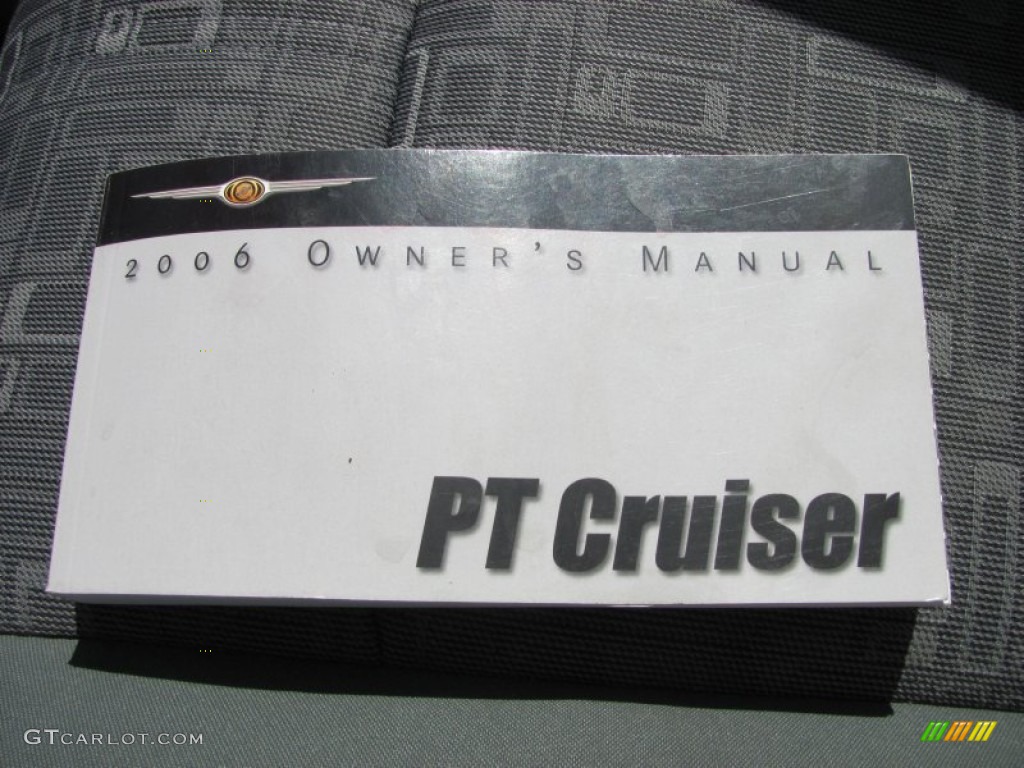 2006 OWNER'S MANUAL
PT Cruiser
GTCARLOT.COM